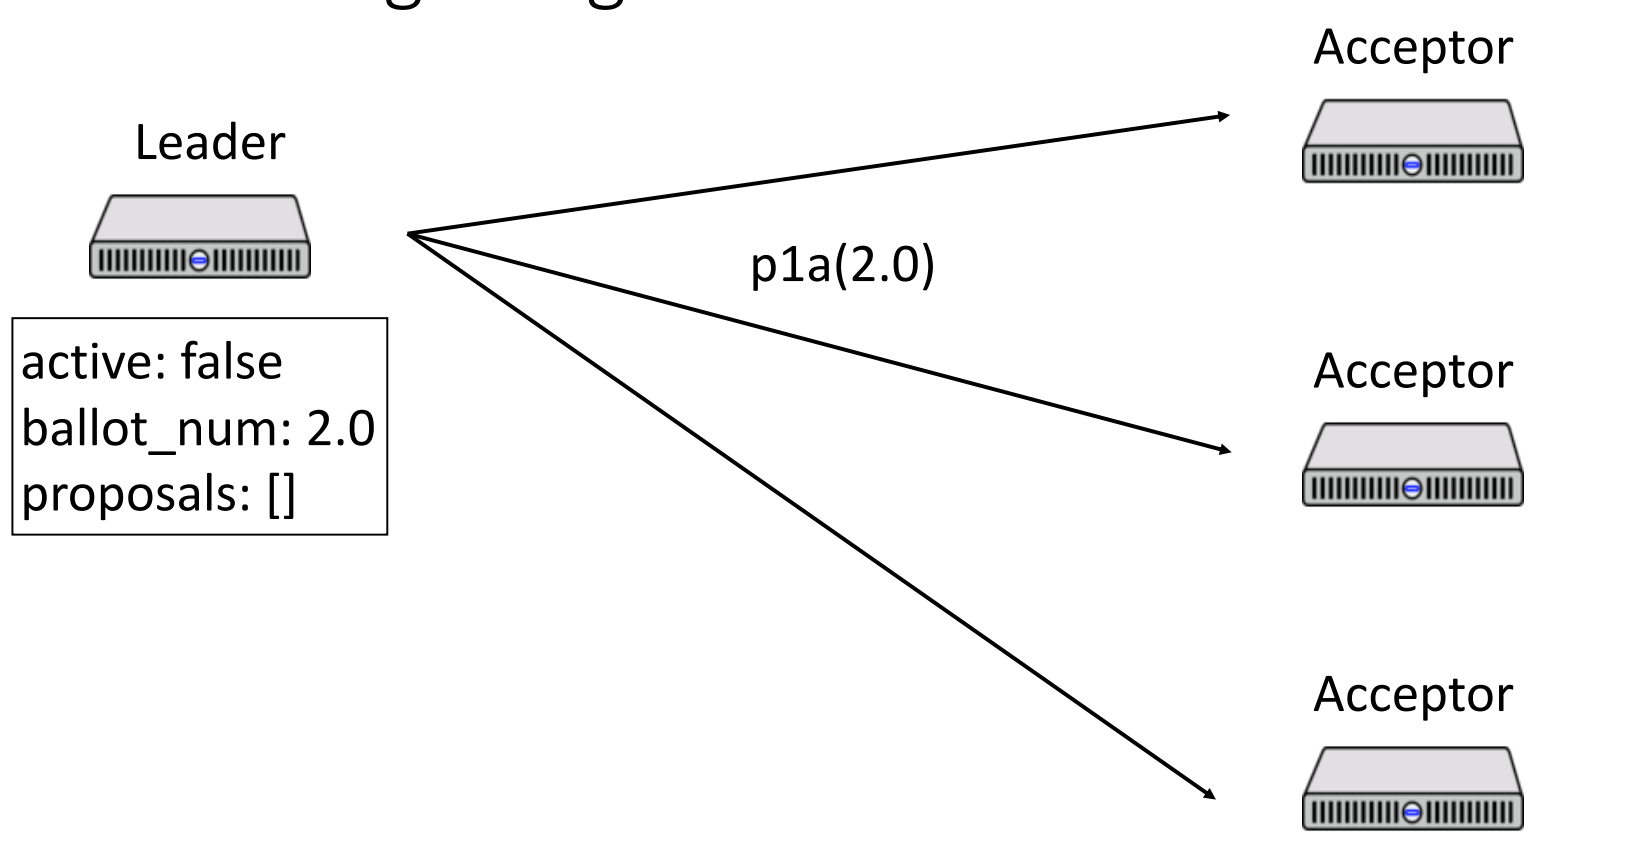 Acceptor
Leader
p1a(2.0)
active: false
ballot_num: 2.0
proposals: []
Acceptor
Acceptor